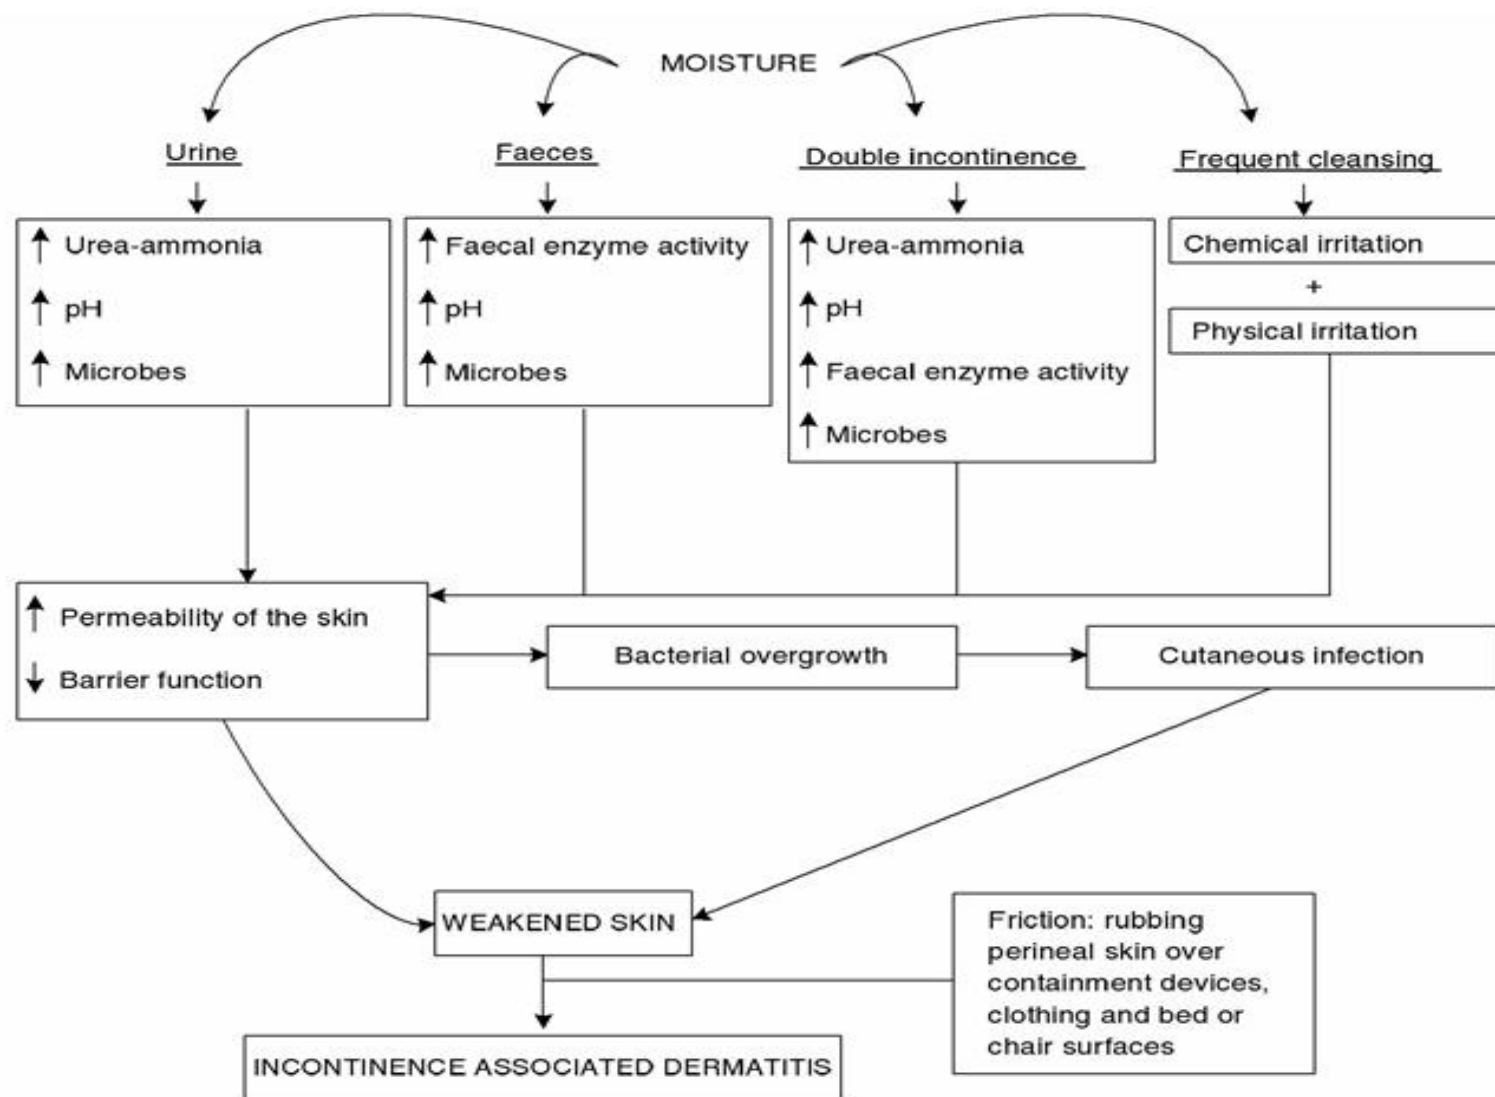 MOISTURE
Urine
Faeces
Double incontinence
Frequent cleansing
↑ Urea-ammonia
↑ pH
↑ Microbes
↑ Faecal enzyme activity
↑ pH
↑ Microbes
↑ Urea-ammonia
↑ pH
↑ Faecal enzyme activity
↑ Microbes
Chemical irritation
+
Physical irritation
↑ Permeability of the skin
↓ Barrier function
Bacterial overgrowth
Cutaneous infection
WEAKENED SKIN
Friction: rubbing
perineal skin over
containment devices,
clothing and bed or
chair surfaces
INCONTINENCE ASSOCIATED DERMATITIS